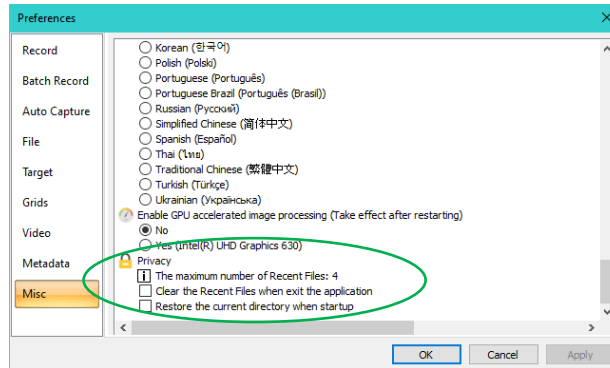 Preferences
Record
Batch Record
Auto Capture
File
Target
Grids
Video
Metadata
Misc
Korean (한국어)
Polish (Polski)
Portuguese (Português)
Portuguese Brazil (Português (Brasil))
Russian (Русский)
Simplified Chinese (简体中文)
Spanish (Español)
Thai (ไทย)
Traditional Chinese (繁體中文)
Turkish (Türkçe)
Ukrainian (Українська)
Enable GPU accelerated image processing (Take effect after restarting)
No
Yes (Intel(R) UHD Graphics 630)
Privacy
The maximum number of Recent Files: 4
Clear the Recent Files when exit the application
Restore the current directory when startup
OK Cancel Apply